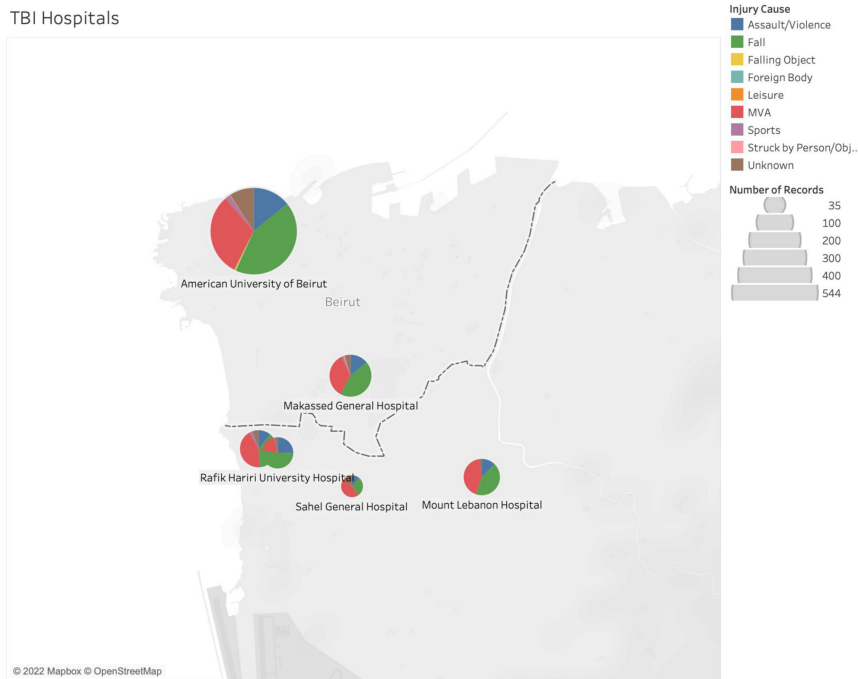 TBI Hospitals
American University of Beirut
Beirut
Makassed General Hospital
Rafik Hariri University Hospital
Sahel General Hospital
Mount Lebanon Hospital
© 2022 Mapbox © OpenStreetMap
Injury Cause
Assault/Violence
Fall
Falling Object
Foreign Body
Leisure
MVA
Sports
Struck by Person/Obj..
Unknown
Number of Records
35
100
200
300
400
544